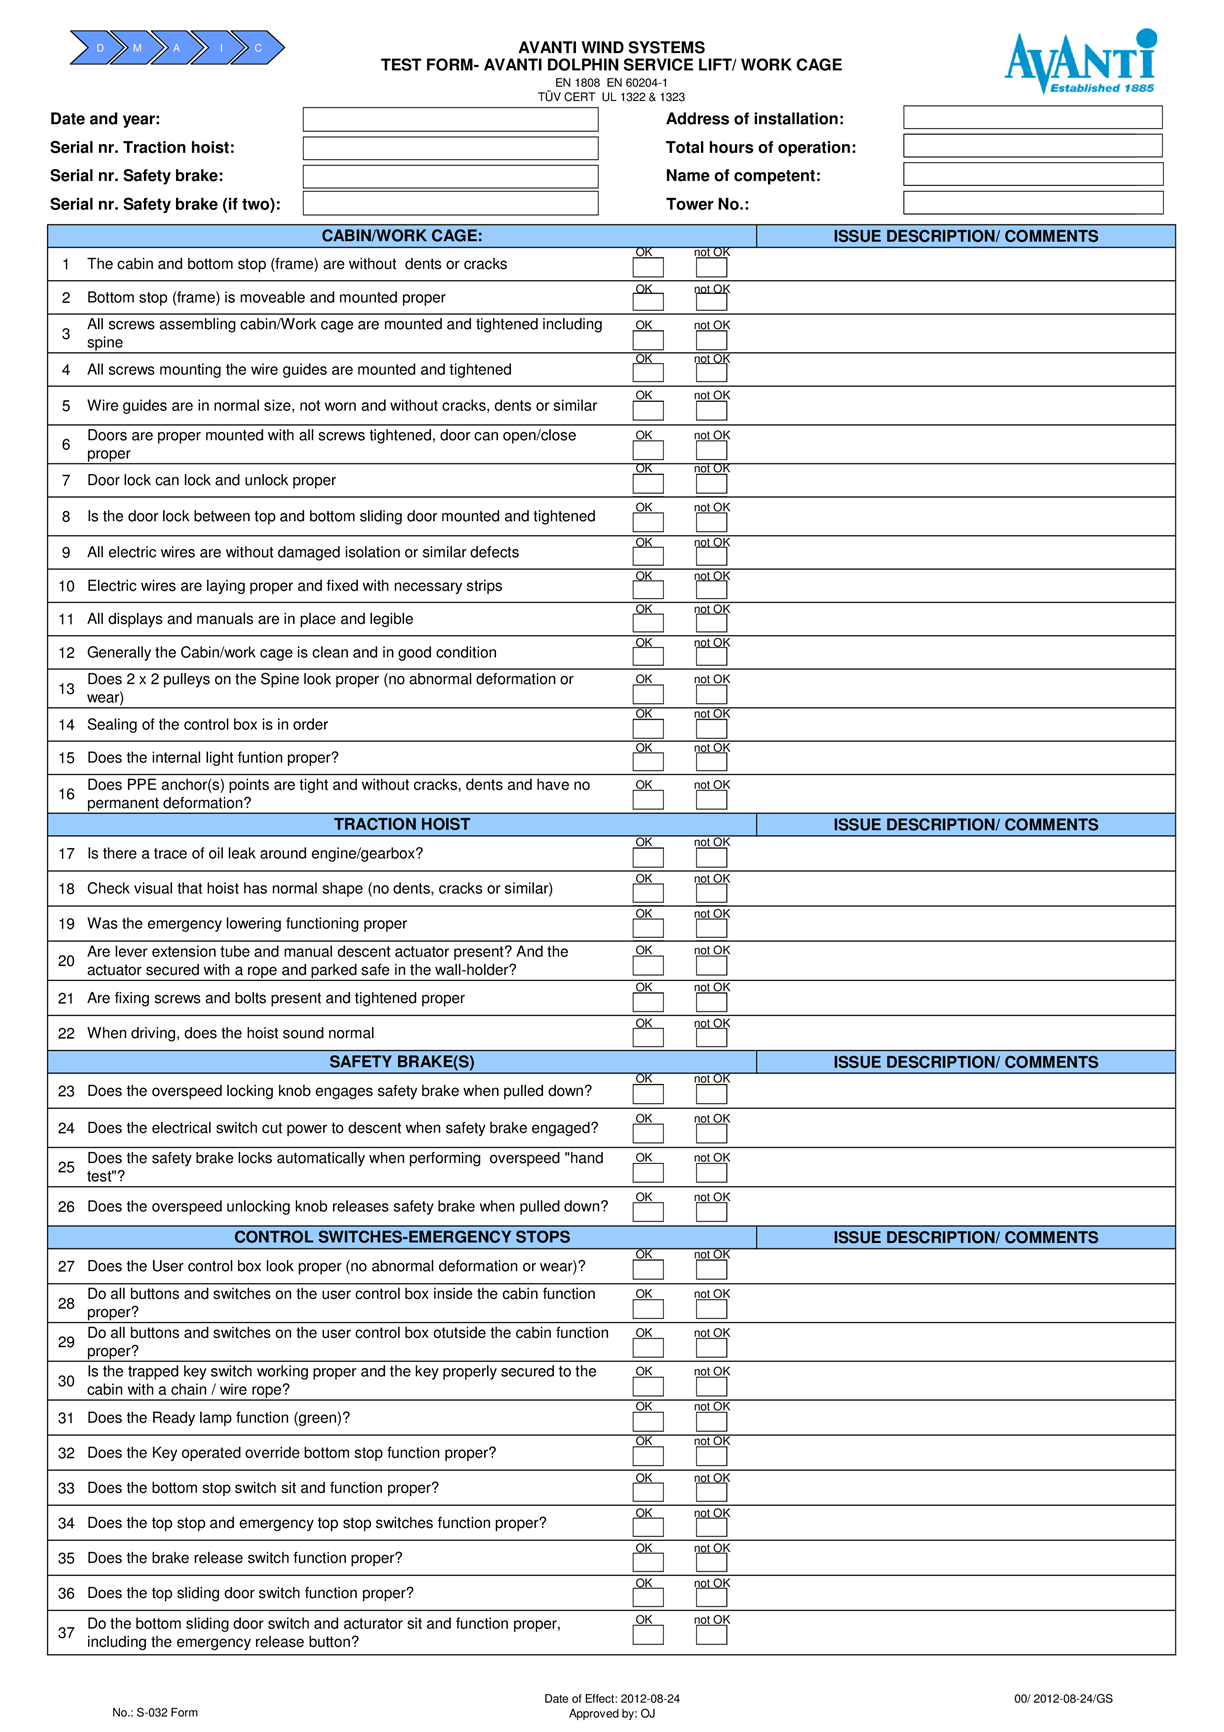 D M A I C
AVANTI WIND SYSTEMS
TEST FORM- AVANTI DOLPHIN SERVICE LIFT/ WORK CAGE
EN 1808  EN 60204-1
TÜV CERT  UL 1322 & 1323
AVANTI
Established 1885
Date and year:
Address of installation:
Serial nr. Traction hoist:
Total hours of operation:
Serial nr. Safety brake:
Name of competent:
Serial nr. Safety brake (if two):
Tower No.:
CABIN/WORK CAGE: ISSUE DESCRIPTION/ COMMENTS
1 The cabin and bottom stop (frame) are without  dents or cracks OK not OK
2 Bottom stop (frame) is moveable and mounted proper OK not OK
3 All screws assembling cabin/Work cage are mounted and tightened including OK not OK
spine
4 All screws mounting the wire guides are mounted and tightened OK not OK
5 Wire guides are in normal size, not worn and without cracks, dents or similar OK not OK
6 Doors are proper mounted with all screws tightened, door can open/close OK not OK
proper
7 Door lock can lock and unlock proper OK not OK
8 Is the door lock between top and bottom sliding door mounted and tightened OK not OK
9 All electric wires are without damaged isolation or similar defects OK not OK
10 Electric wires are laying proper and fixed with necessary strips OK not OK
11 All displays and manuals are in place and legible OK not OK
12 Generally the Cabin/work cage is clean and in good condition OK not OK
13 Does 2 x 2 pulleys on the Spine look proper (no abnormal deformation or OK not OK
wear)
14 Sealing of the control box is in order OK not OK
15 Does the internal light funtion proper? OK not OK
16 Does PPE anchor(s) points are tight and without cracks, dents and have no OK not OK
permanent deformation?
TRACTION HOIST ISSUE DESCRIPTION/ COMMENTS
17 Is there a trace of oil leak around engine/gearbox? OK not OK
18 Check visual that hoist has normal shape (no dents, cracks or similar) OK not OK
19 Was the emergency lowering functioning proper OK not OK
20 Are lever extension tube and manual descent actuator present? And the OK not OK
actuator secured with a rope and parked safe in the wall-holder?
21 Are fixing screws and bolts present and tightened proper OK not OK
22 When driving, does the hoist sound normal OK not OK
SAFETY BRAKE(S) ISSUE DESCRIPTION/ COMMENTS
23 Does the overspeed locking knob engages safety brake when pulled down? OK not OK
24 Does the electrical switch cut power to descent when safety brake engaged? OK not OK
25 Does the safety brake locks automatically when performing  overspeed "hand OK not OK
test"?
26 Does the overspeed unlocking knob releases safety brake when pulled down? OK not OK
CONTROL SWITCHES-EMERGENCY STOPS ISSUE DESCRIPTION/ COMMENTS
27 Does the User control box look proper (no abnormal deformation or wear)? OK not OK
28 Do all buttons and switches on the user control box inside the cabin function OK not OK
proper?
29 Do all buttons and switches on the user control box otutside the cabin function OK not OK
proper?
30 Is the trapped key switch working proper and the key properly secured to the OK not OK
cabin with a chain / wire rope?
31 Does the Ready lamp function (green)? OK not OK
32 Does the Key operated override bottom stop function proper? OK not OK
33 Does the bottom stop switch sit and function proper? OK not OK
34 Does the top stop and emergency top stop switches function proper? OK not OK
35 Does the brake release switch function proper? OK not OK
36 Does the top sliding door switch function proper? OK not OK
37 Do the bottom sliding door switch and acturator sit and function proper, OK not OK
including the emergency release button?
No.: S-032 Form
Date of Effect: 2012-08-24
Approved by: OJ
00/ 2012-08-24/GS